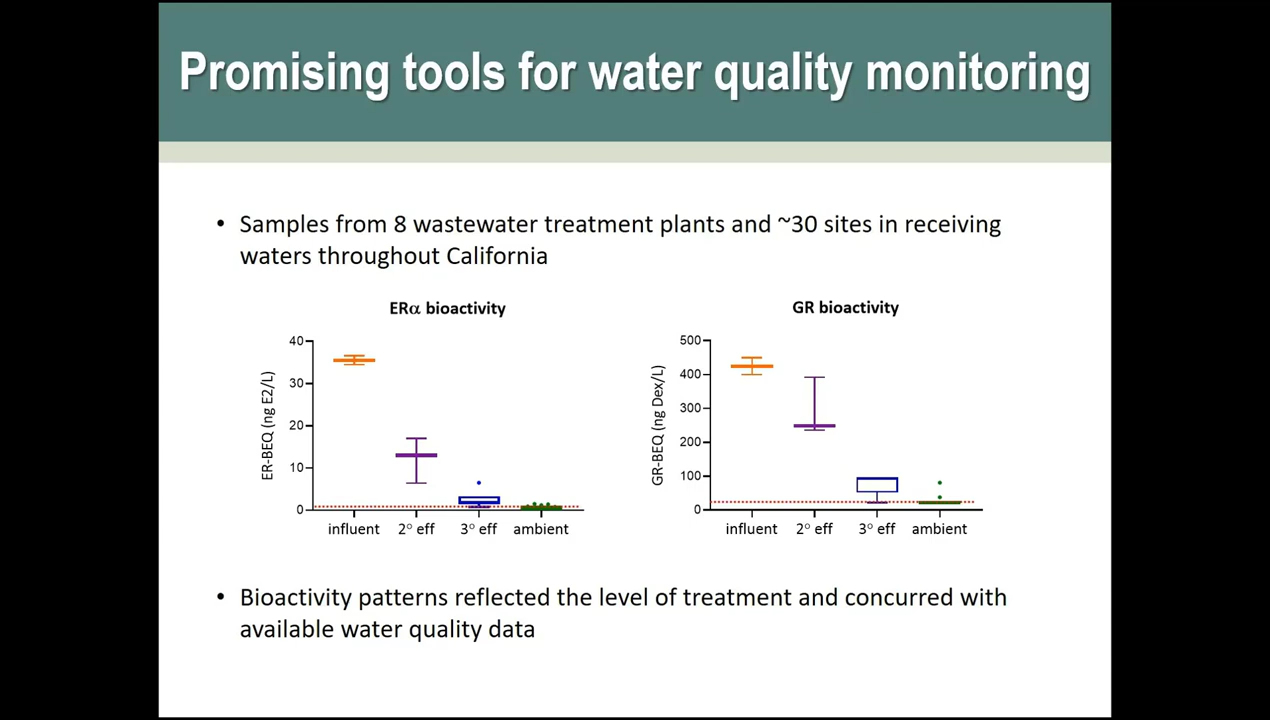 Promising tools for water quality monitoring
• Samples from 8 wastewater treatment plants and ~30 sites in receiving
waters throughout California
ERα bioactivity
ER-BEQ (ng E2/L)
40
30
20
10
0
influent 2° eff 3° eff ambient
GR bioactivity
GR-BEQ (ng Dex/L)
500
400
300
200
100
0
influent 2° eff 3° eff ambient
• Bioactivity patterns reflected the level of treatment and concurred with
available water quality data